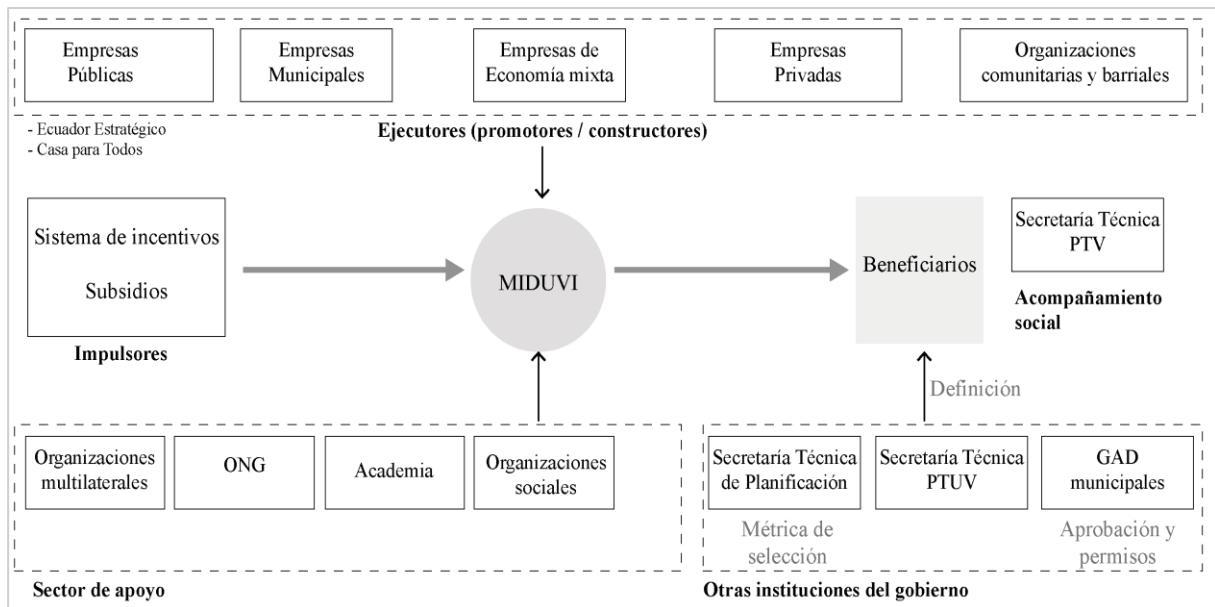 Empresas
Públicas
Empresas
Municipales
Empresas de
Economía mixta
Empresas
Privadas
Organizaciones
comunitarias y barriales
- Ecuador Estratégico
- Casa para Todos
Ejecutores (promotores / constructores)
Sistema de incentivos
Subsidios
Impulsores
MIDUVI
Beneficiarios
Secretaría Técnica
PTV
Acompañamiento
social
Definición
Organizaciones
multilaterales
ONG
Academia
Organizaciones
sociales
Sector de apoyo
Secretaría Técnica
de Planificación
Métrica de
selección
Secretaría Técnica
PTUV
GAD
municipales
Aprobación y
permisos
Otras instituciones del gobierno